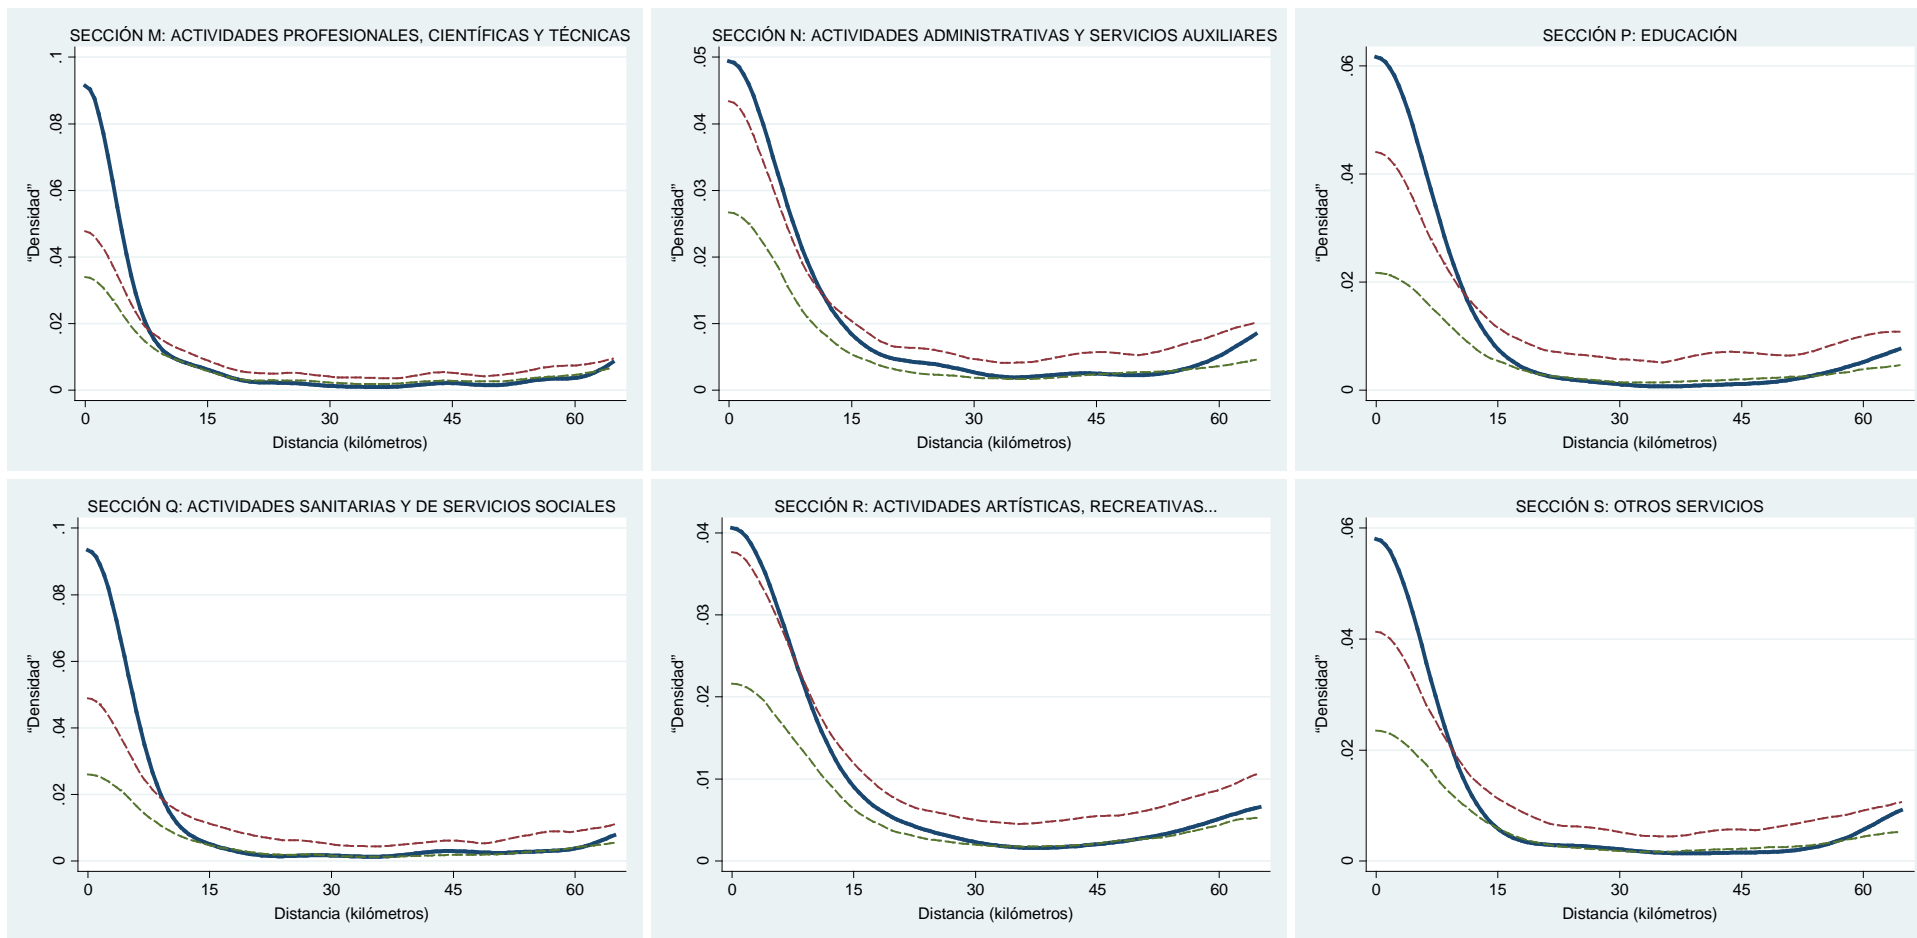 SECCIÓN M: ACTIVIDADES PROFESIONALES, CIENTÍFICAS Y TÉCNICAS
.1
.08
.06
.04
.02
0
“Densidad”
0 15 30 45 60
Distancia (kilómetros)
SECCIÓN N: ACTIVIDADES ADMINISTRATIVAS Y SERVICIOS AUXILIARES
.05
.04
.03
.02
.01
0
“Densidad”
0 15 30 45 60
Distancia (kilómetros)
SECCIÓN P: EDUCACIÓN
.06
.04
.02
0
“Densidad”
0 15 30 45 60
Distancia (kilómetros)
SECCIÓN Q: ACTIVIDADES SANITARIAS Y DE SERVICIOS SOCIALES
.1
.08
.06
.04
.02
0
“Densidad”
0 15 30 45 60
Distancia (kilómetros)
SECCIÓN R: ACTIVIDADES ARTÍSTICAS, RECREATIVAS...
.04
.03
.02
.01
0
“Densidad”
0 15 30 45 60
Distancia (kilómetros)
SECCIÓN S: OTROS SERVICIOS
.06
.04
.02
0
“Densidad”
0 15 30 45 60
Distancia (kilómetros)